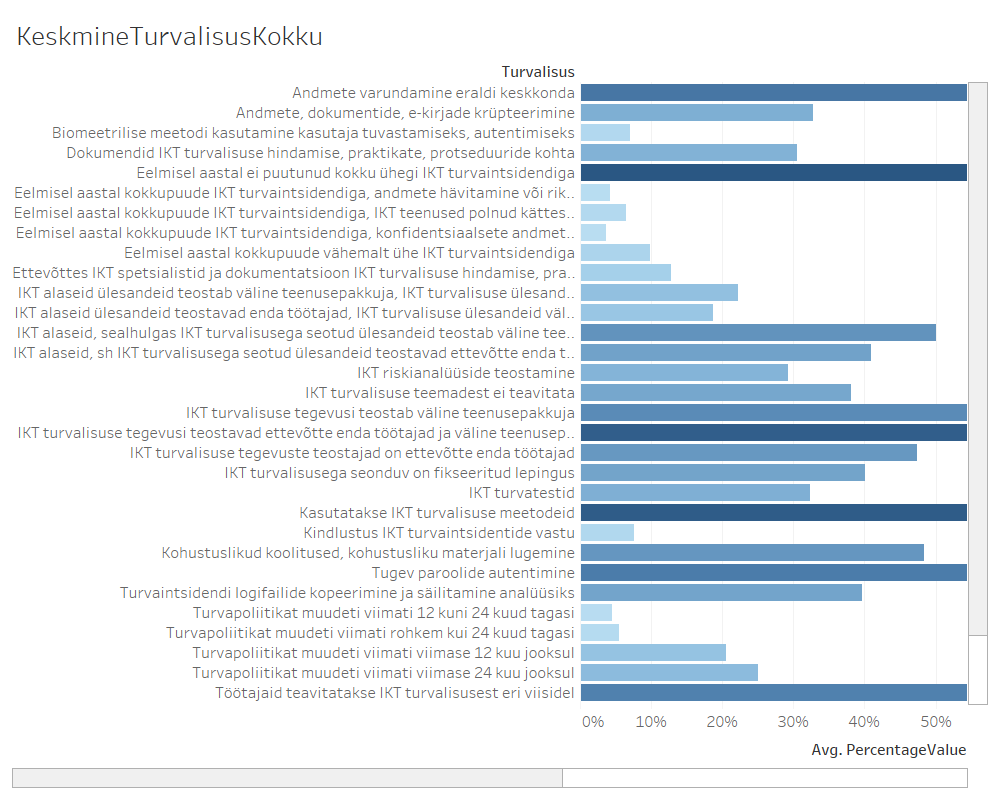 KeskmineTurvalisusKokku
Turvalisus
Andmete varundamine eraldi keskkonda
Andmete, dokumentide, e-kirjade krüpteerimine
Biomeetrilise meetodi kasutamine kasutaja tuvastamiseks, autentimiseks
Dokumendid IKT turvalisuse hindamise, praktikate, protseduuride kohta
Eelmisel aastal ei puutunud kokku ühegi IKT turvaintsidendiga
Eelmisel aastal kokkupuude IKT turvaintsidendiga, andmete hävitamine või rik..
Eelmisel aastal kokkupuude IKT turvaintsidendiga, IKT teenused polnud kättes..
Eelmisel aastal kokkupuude IKT turvaintsidendiga, konfidentsiaalsete andmet..
Eelmisel aastal kokkupuude vähemalt ühe IKT turvaintsidendiga
Ettevõttes IKT spetsialistid ja dokumentatsioon IKT turvalisuse hindamise, pra..
IKT alaseid ülesandeid teostab väline teenusepakkuja, IKT turvalisuse ülesand..
IKT alaseid ülesandeid teostavad enda töötajad, IKT turvalisuse ülesandeid väl..
IKT alaseid, sealhulgas IKT turvalisusega seotud ülesandeid teostab väline tee..
IKT alaseid, sh IKT turvalisusega seotud ülesandeid teostavad ettevõtte enda t..
IKT riskianalüüside teostamine
IKT turvalisuse teemadest ei teavitata
IKT turvalisuse tegevusi teostab väline teenusepakkuja
IKT turvalisuse tegevusi teostavad ettevõtte enda töötajad ja väline teenusep..
IKT turvalisuse tegevuste teostajad on ettevõtte enda töötajad
IKT turvalisusega seonduv on fikseeritud lepingus
IKT turvatestid
Kasutatakse IKT turvalisuse meetodeid
Kindlustus IKT turvaintsidentide vastu
Kohustuslikud koolitused, kohustusliku materjali lugemine
Tugev paroolide autentimine
Turvaintsidendi logifailide kopeerimine ja säilitamine analüüsiks
Turvapoliitikat muudeti viimati 12 kuni 24 kuud tagasi
Turvapoliitikat muudeti viimati rohkem kui 24 kuud tagasi
Turvapoliitikat muudeti viimati viimase 12 kuu jooksul
Turvapoliitikat muudeti viimati viimase 24 kuu jooksul
Töötajaid teavitatakse IKT turvalisusest eri viisidel
0% 10% 20% 30% 40% 50%
Avg. PercentageValue